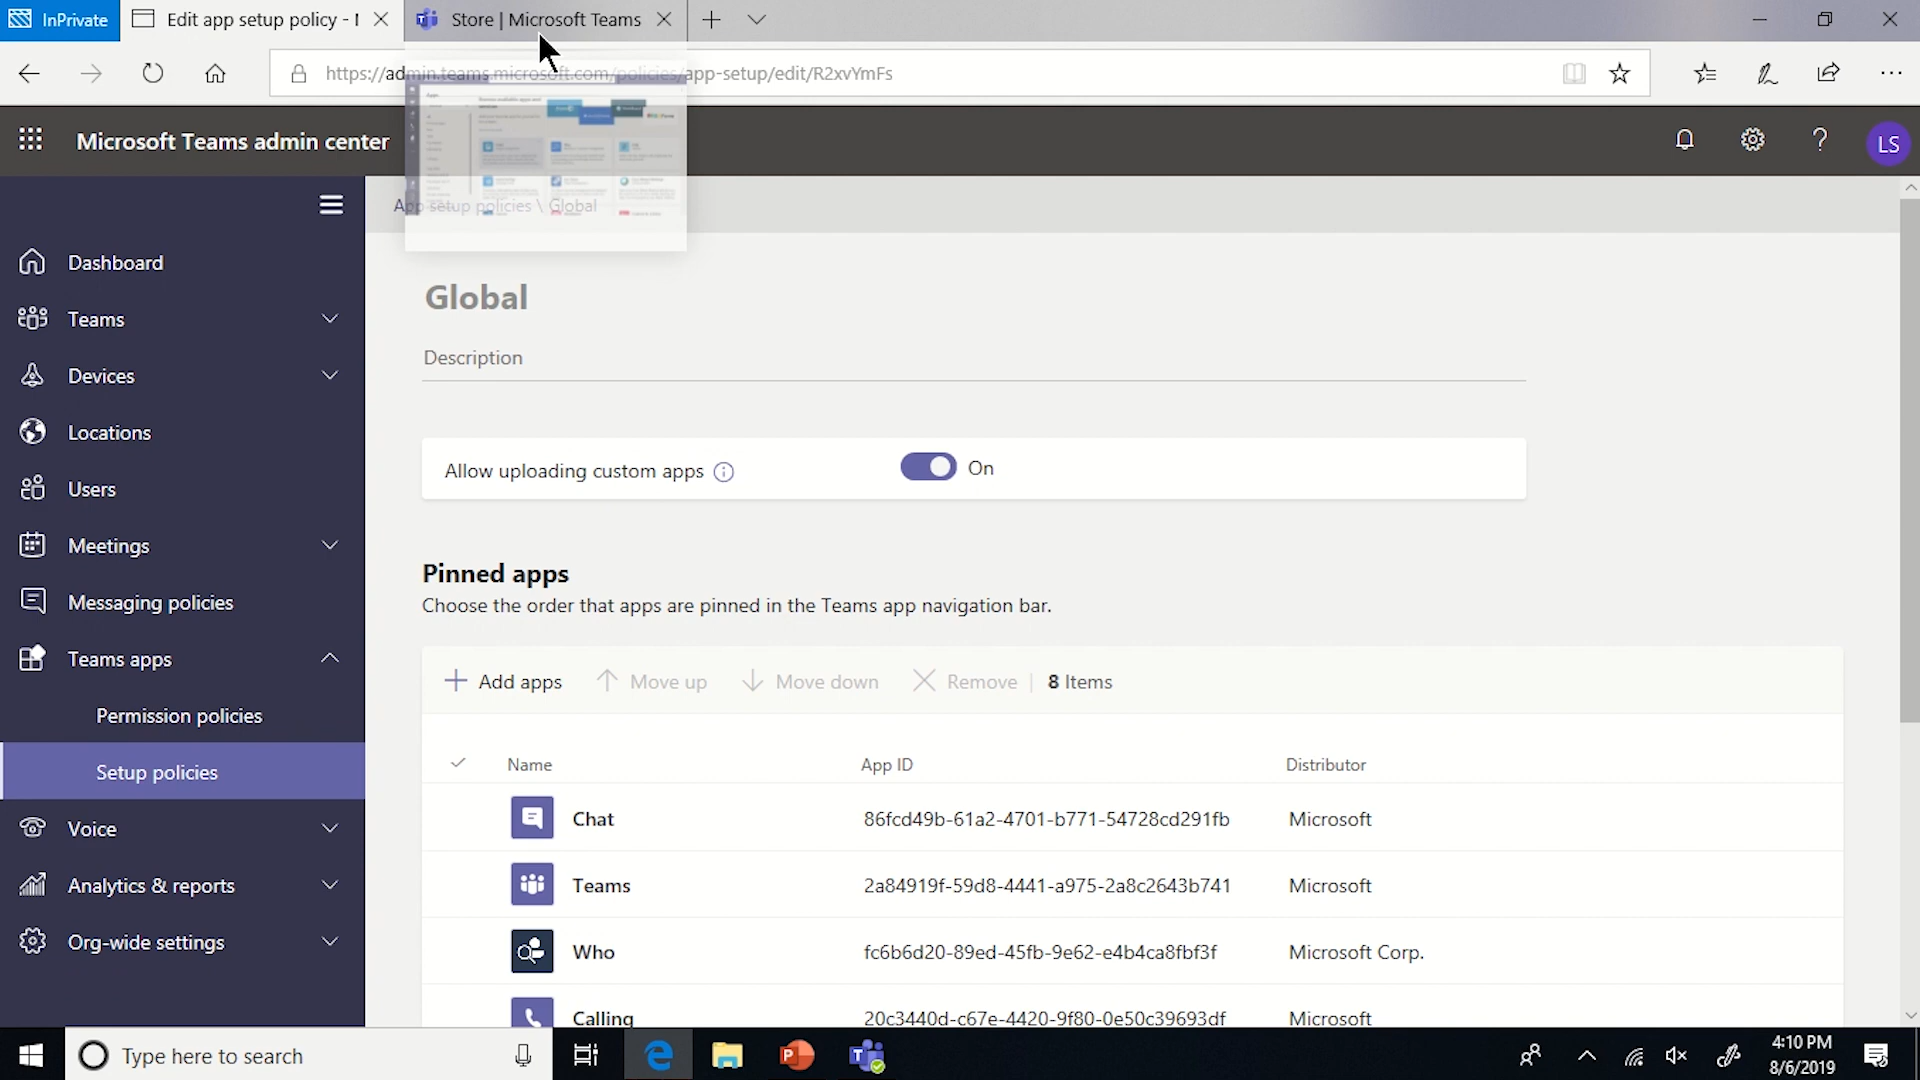 InPrivate
Edit app setup policy -
Store | Microsoft Teams
https://admin.teams.microsoft.com/policies/app-setup/edit/R2xvYmFs
Microsoft Teams admin center
LS
App setup policies \ Global
Dashboard
Teams
Devices
Locations
Users
Meetings
Messaging policies
Teams apps
Permission policies
Setup policies
Voice
Analytics & reports
Org-wide settings
Global
Description
Allow uploading custom apps
On
Pinned apps
Choose the order that apps are pinned in the Teams app navigation bar.
Add apps
Move up
Move down
Remove
8 Items
Name App ID Distributor
Chat 86fcd49b-61a2-4701-b771-54728cd291fb Microsoft
Teams 2a84919f-59d8-4441-a975-2a8c2643b741 Microsoft
Who fc6b6d20-89ed-45fb-9e62-e4b4ca8fbf3f Microsoft Corp.
Calling 20c3440d-c67e-4420-9f80-0e50c39693df Microsoft
Type here to search
4:10 PM
8/6/2019